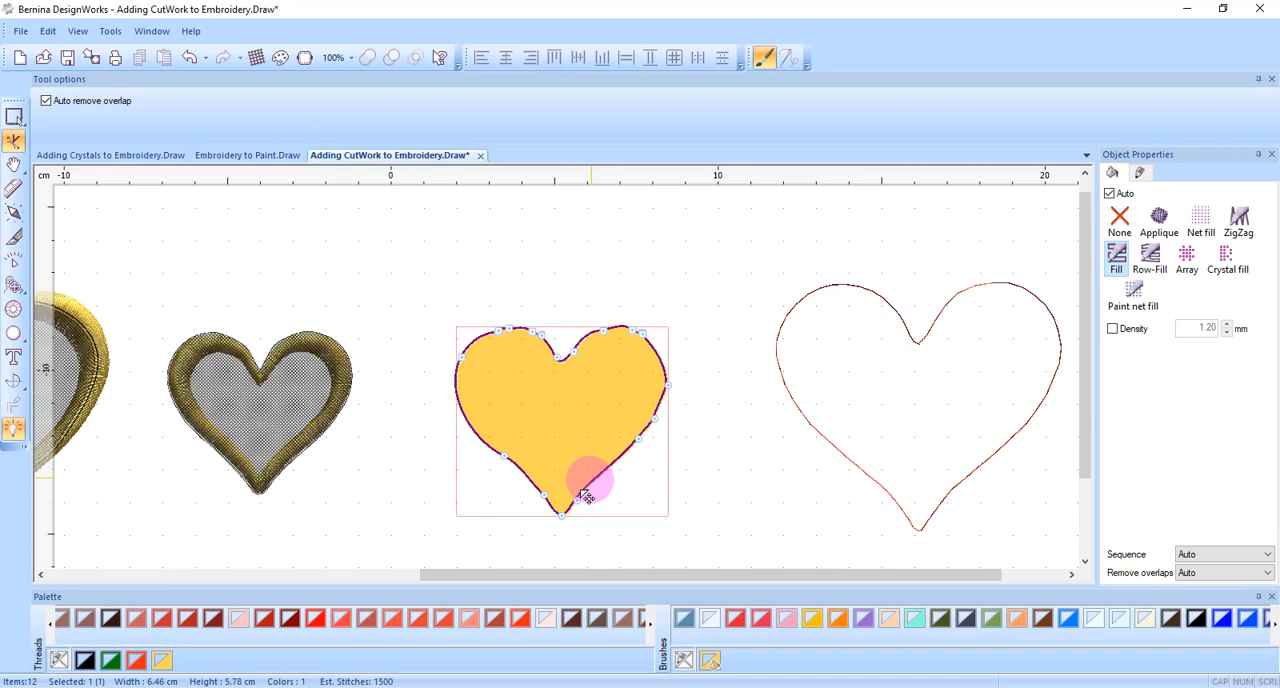 Bernina DesignWorks - Adding CutWork to Embroidery.Draw*
File Edit View Tools Window Help
100%
Tool options
Auto remove overlap
Adding Crystals to Embroidery.Draw Embroidery to Paint.Draw Adding CutWork to Embroidery.Draw*
cm -10 0 10 20
10
Object Properties
Auto
None Applique Net fill ZigZag
Fill Row-Fill Array Crystal fill
Paint net fill
Density 1.20 mm
Sequence Auto
Remove overlaps Auto
Palette
Threads
Brushes
Items:12 Selected: 1 (1) Width : 6.46 cm Height : 5.78 cm Colors : 1 Est. Stitches: 1500
CAP NUM SCRL